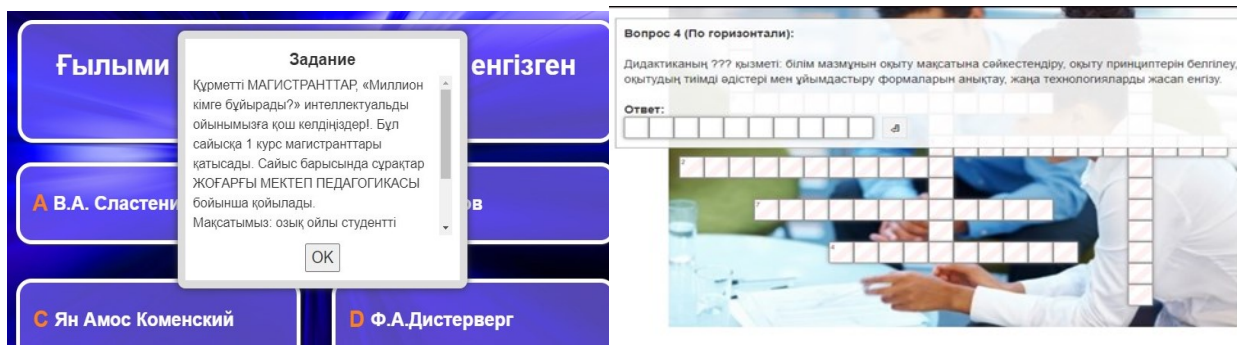 Ғылыми
енгізген
Задание
Құрметті МАГИСТРАНТТАР, «Миллион
кімге бұйырады?» интеллектуальды
ойынымызға қош келдіңіздер!. Бұл
сайысқа 1 курс магистранттары
қатысады. Сайыс барысында сұрақтар
ЖОҒАРҒЫ МЕКТЕП ПЕДАГОГИКАСЫ
бойынша қойылады.
Мақсатымыз: озық ойлы студентті
OK
A В.А. Сластени
ов
C Ян Амос Коменский
D Ф.А.Дистерверг
Вопрос 4 (По горизонтали):
Дидактиканың ??? қызметі: білім мазмұнын оқыту мақсатына сәйкестендіру, оқыту принциптерін белгілеу,
оқытудың тиімді әдістері мен ұйымдастыру формаларын анықтау, жаңа технологияларды жасап енгізу.
Ответ:
2
7
4